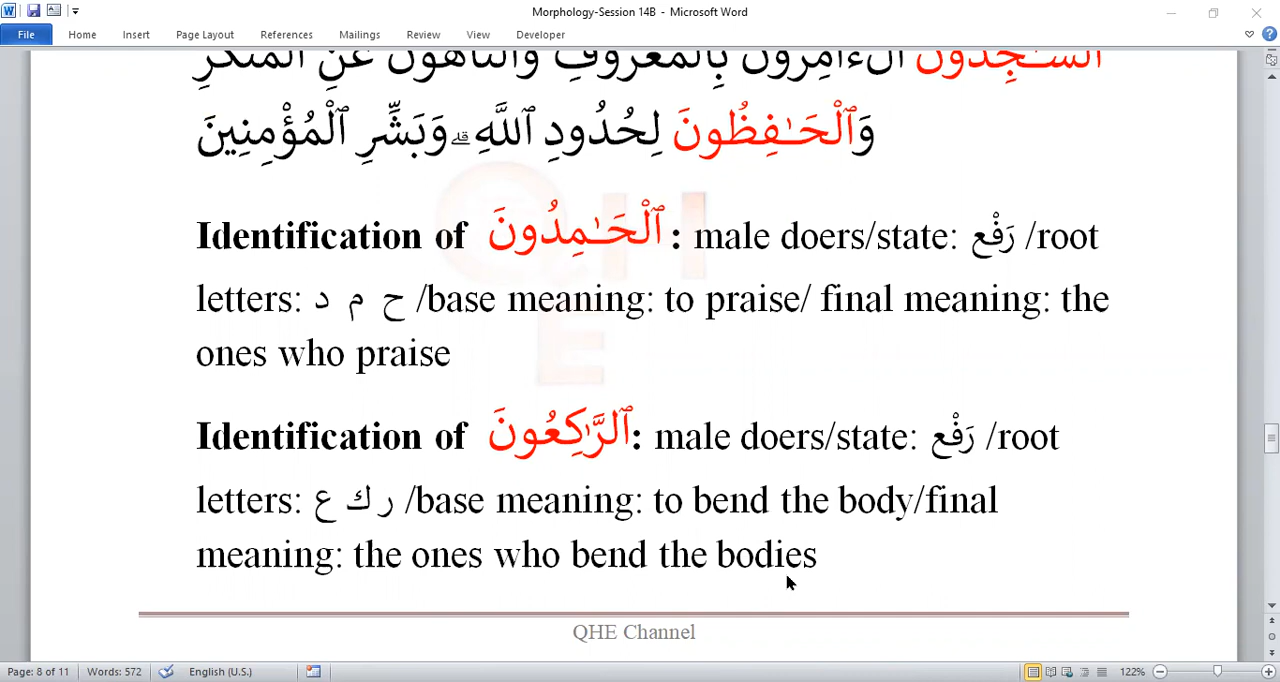 Morphology-Session 14B - Microsoft Word
File Home Insert Page Layout References Mailings Review View Developer
ٱلسَّـٰجِدُونَ ٱلْءَامِرُونَ بِٱلْمَعْرُوفِ وَٱلنَّاهُونَ عَنِ ٱلْمُنكَرِ
وَٱلْحَـٰفِظُونَ لِحُدُودِ ٱللَّهِ ۗ وَبَشِّرِ ٱلْمُؤْمِنِينَ
Identification of ٱلْحَـٰمِدُونَ : male doers/state: رَفْع /root
letters: ح م د /base meaning: to praise/ final meaning: the
ones who praise
Identification of ٱلرَّٰكِعُونَ: male doers/state: رَفْع /root
letters: ر ك ع /base meaning: to bend the body/final
meaning: the ones who bend the bodies
QHE Channel
Page: 8 of 11 Words: 572 English (U.S.) 122%